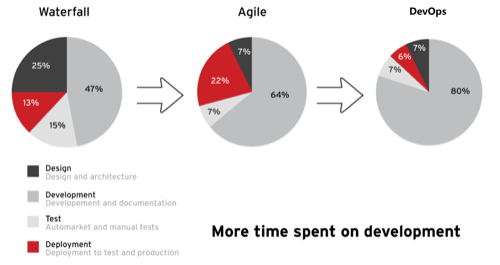 Waterfall
Agile
DevOps
25%
47%
13%
15%
7%
22%
64%
7%
7%
6%
7%
80%
Design
Design and architecture
Development
Developement and documentation
Test
Automarket and manual tests
Deployment
Deployment to test and production
More time spent on development